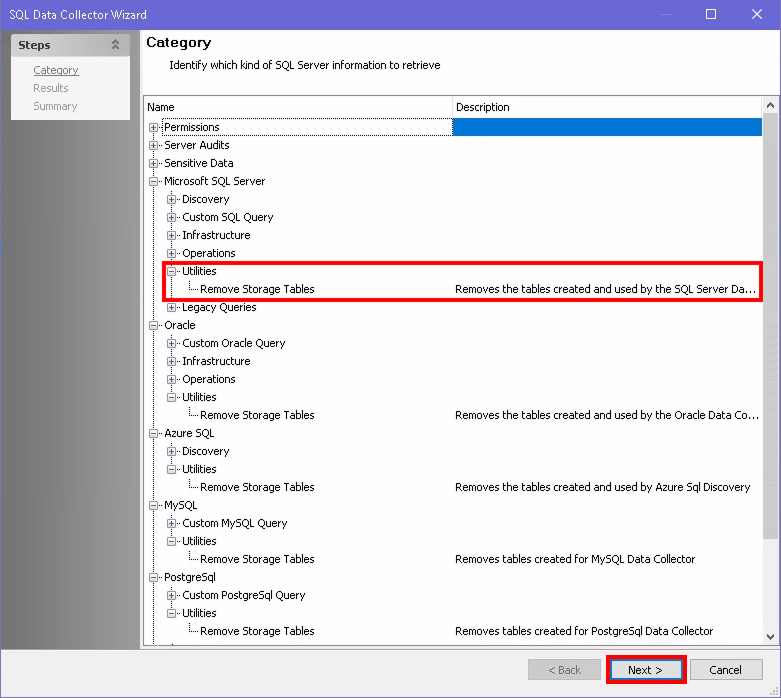 SQL Data Collector Wizard
Steps
Category
Results
Summary
Category
Identify which kind of SQL Server information to retrieve
Name Description
Permissions
Server Audits
Sensitive Data
Microsoft SQL Server
Discovery
Custom SQL Query
Infrastructure
Operations
Utilities
Remove Storage Tables Removes the tables created and used by the SQL Server Da...
Legacy Queries
Oracle
Custom Oracle Query
Infrastructure
Operations
Utilities
Remove Storage Tables Removes the tables created and used by the Oracle Data Co...
Azure SQL
Discovery
Utilities
Remove Storage Tables Removes the tables created and used by Azure Sql Discovery
MySQL
Custom MySQL Query
Utilities
Remove Storage Tables Removes tables created for MySQL Data Collector
PostgreSql
Custom PostgreSql Query
Utilities
Remove Storage Tables Removes tables created for PostgreSql Data Collector
< Back Next > Cancel